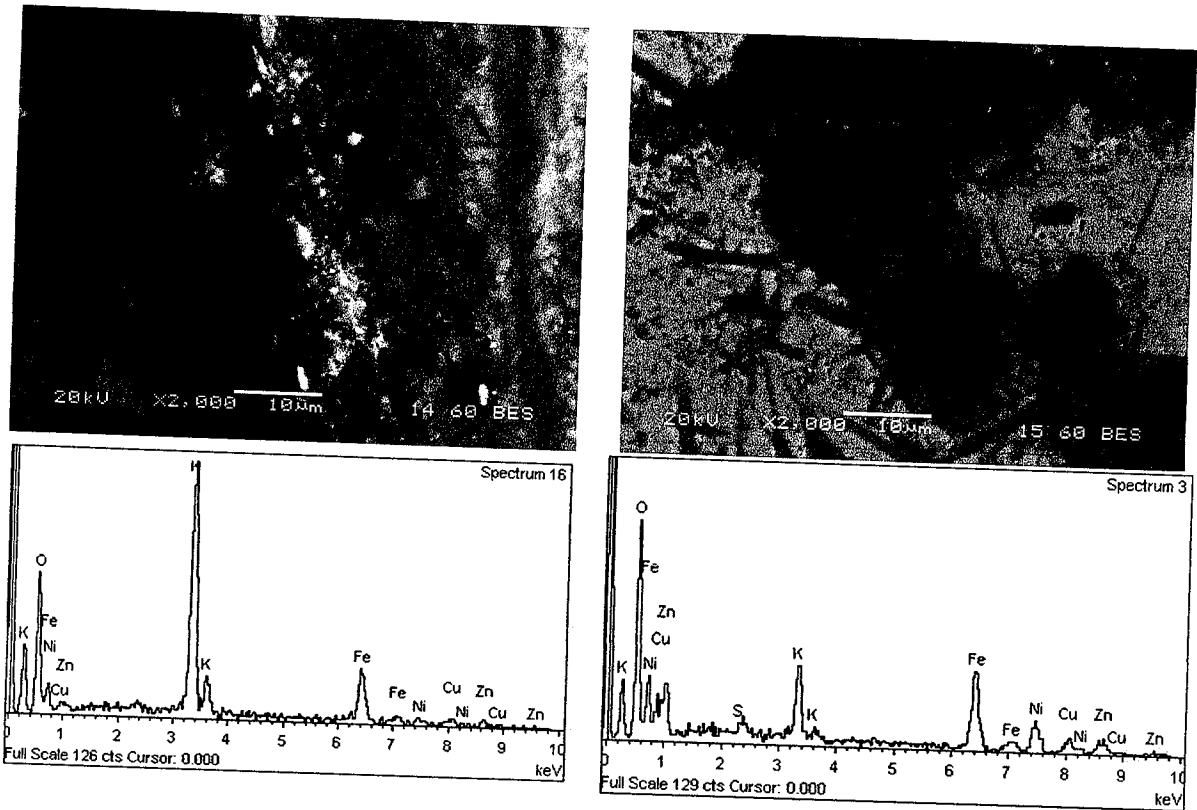 20kV X2,000 10µm 14 60 BES
20kV X2,000 10µm 15 60 BES
Spectrum 16
O
K
Fe
Ni
Zn
Cu
K
Fe
Fe
Ni
Cu
Ni
Zn
Cu
Zn
0 1 2 3 4 5 6 7 8 9 10
Full Scale 126 cts Cursor: 0.000
keV
Spectrum 3
O
Fe
Zn
Cu
K
Ni
S
K
K
Fe
Fe
Ni
Cu
Ni
Zn
Cu
Zn
0 1 2 3 4 5 6 7 8 9 10
Full Scale 129 cts Cursor: 0.000
keV